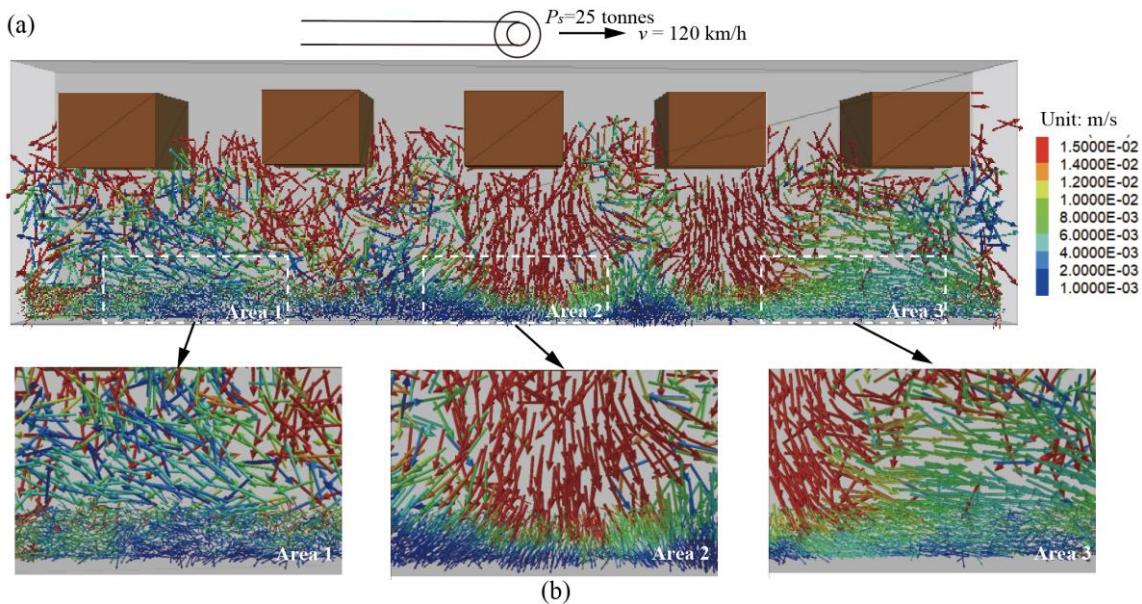 (a)
Ps=25 tonnes
v = 120 km/h
Unit: m/s
1.5000E-02
1.4000E-02
1.2000E-02
1.0000E-02
8.0000E-03
6.0000E-03
4.0000E-03
2.0000E-03
1.0000E-03
Area 1
Area 2
Area 3
Area 1
Area 2
Area 3
(b)